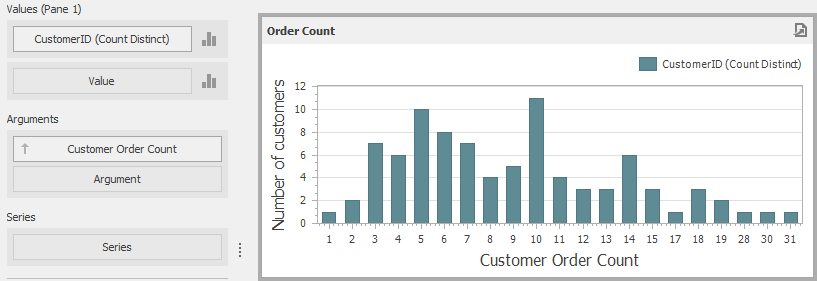 Values (Pane 1)
CustomerID (Count Distinct)
Value
Arguments
Customer Order Count
Argument
Series
Series
Order Count
CustomerID (Count Distinct)
Number of customers
12
10
8
6
4
2
0
1 2 3 4 5 6 7 8 9 10 11 12 13 14 15 17 18 19 28 30 31
Customer Order Count